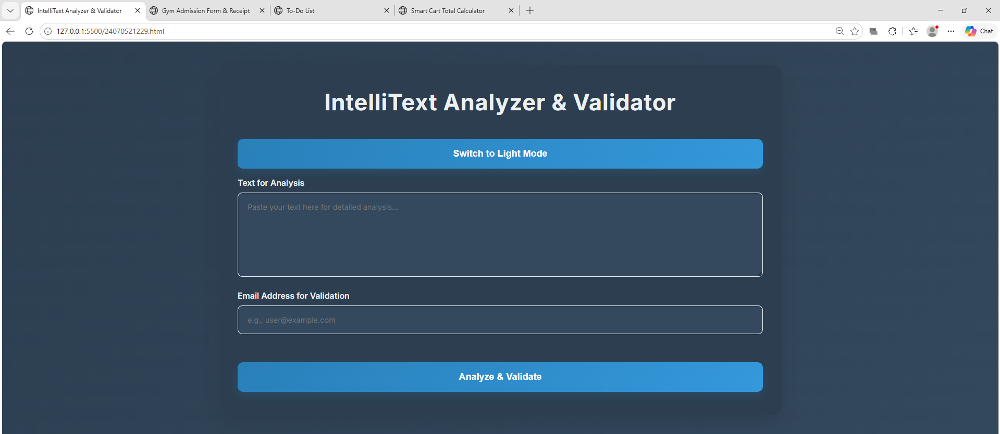 IntelliText Analyzer & Validator
Gym Admission Form & Receipt
To-Do List
Smart Cart Total Calculator
127.0.0.1:5500/24070521229.html
Chat
IntelliText Analyzer & Validator
Switch to Light Mode
Text for Analysis
Paste your text here for detailed analysis...
Email Address for Validation
e.g., user@example.com
Analyze & Validate